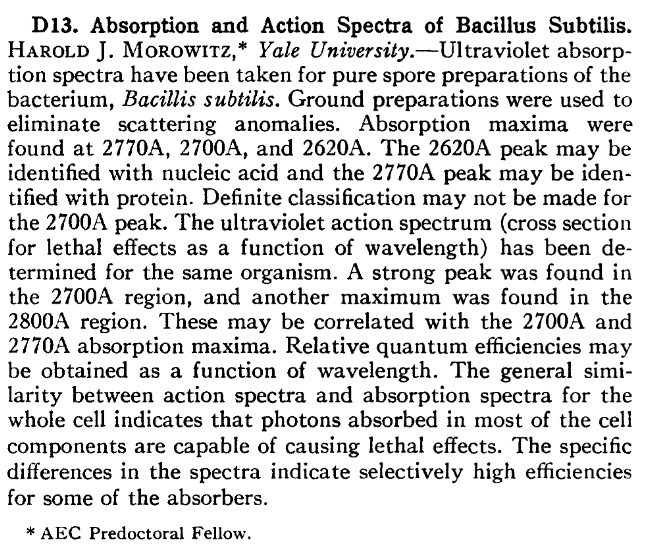 D13. Absorption and Action Spectra of Bacillus Subtilis.
HAROLD J. MOROWITZ,* Yale University.—Ultraviolet absorp-
tion spectra have been taken for pure spore preparations of the
bacterium, Bacillis subtilis. Ground preparations were used to
eliminate scattering anomalies. Absorption maxima were
found at 2770A, 2700A, and 2620A. The 2620A peak may be
identified with nucleic acid and the 2770A peak may be iden-
tified with protein. Definite classification may not be made for
the 2700A peak. The ultraviolet action spectrum (cross section
for lethal effects as a function of wavelength) has been de-
termined for the same organism. A strong peak was found in
the 2700A region, and another maximum was found in the
2800A region. These may be correlated with the 2700A and
2770A absorption maxima. Relative quantum efficiencies may
be obtained as a function of wavelength. The general simi-
larity between action spectra and absorption spectra for the
whole cell indicates that photons absorbed in most of the cell
components are capable of causing lethal effects. The specific
differences in the spectra indicate selectively high efficiencies
for some of the absorbers.
* AEC Predoctoral Fellow.